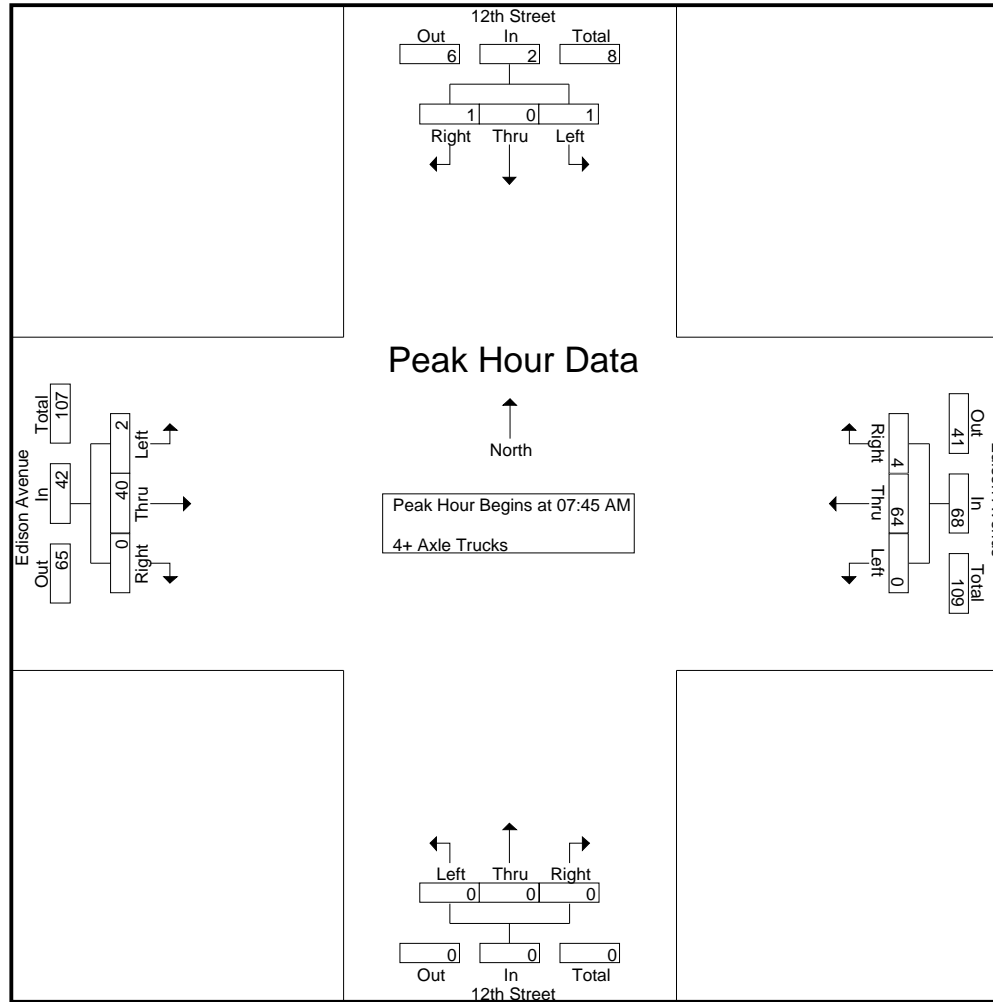 12th Street
Out In Total
6 2 8
1 0 1
Right Thru Left
Peak Hour Data
North
Peak Hour Begins at 07:45 AM
4+ Axle Trucks
Edison Avenue
Out In Total
65 42 107
2 40 0
Left Thru Right
Out In Total
41 68 109
4 64 0
Right Thru Left
Left Thru Right
0 0 0
0 0 0
Out In Total
12th Street